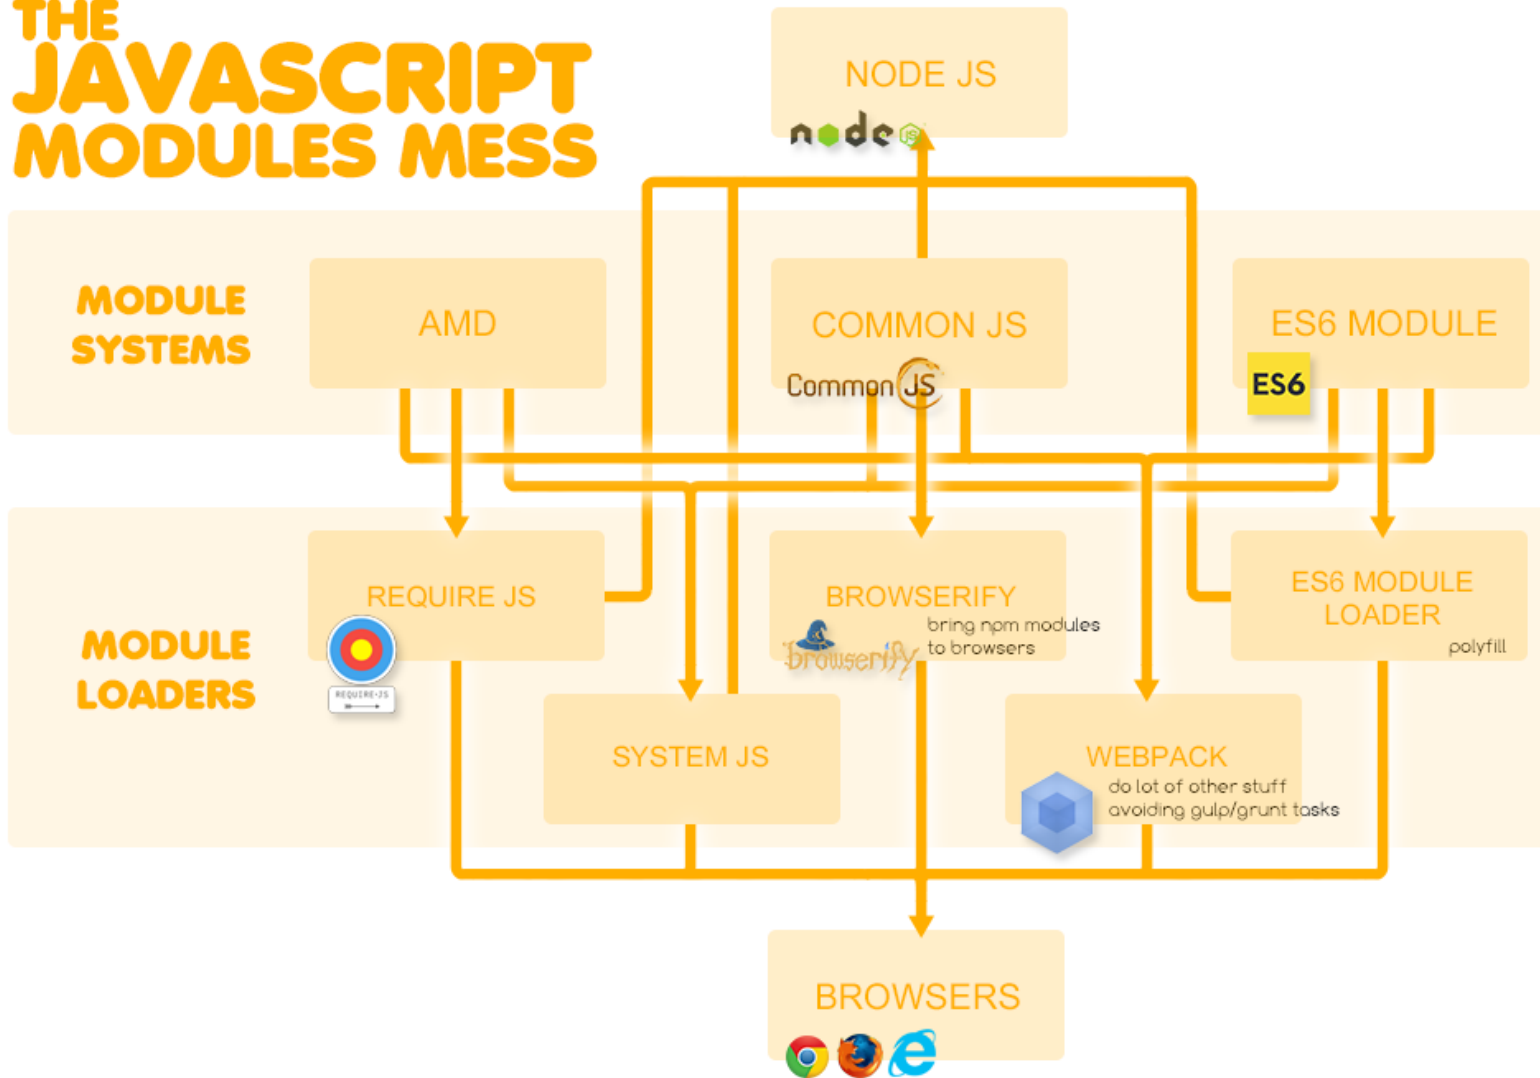 THE
JAVASCRIPT
MODULES MESS
NODE JS
node
JS
MODULE
SYSTEMS
AMD
COMMON JS
CommonJS
ES6 MODULE
ES6
MODULE
LOADERS
REQUIRE JS
REQUIRE-JS
BROWSERIFY
bring npm modules
to browsers
browserify
ES6 MODULE
LOADER
polyfill
SYSTEM JS
WEBPACK
do lot of other stuff
avoiding gulp/grunt tasks
BROWSERS